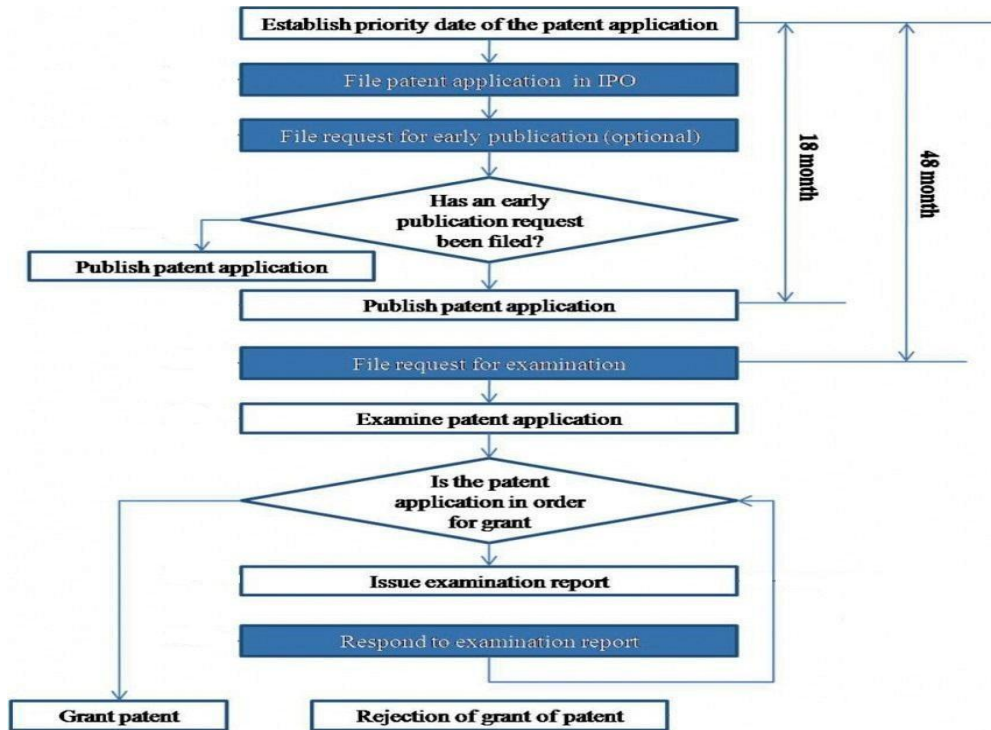 Establish priority date of the patent application
File patent application in IPO
File request for early publication (optional)
Has an early
publication request
been filed?
Publish patent application
Publish patent application
18 month
48 month
File request for examination
Examine patent application
Is the patent
application in order
for grant
Issue examination report
Respond to examination report
Grant patent
Rejection of grant of patent